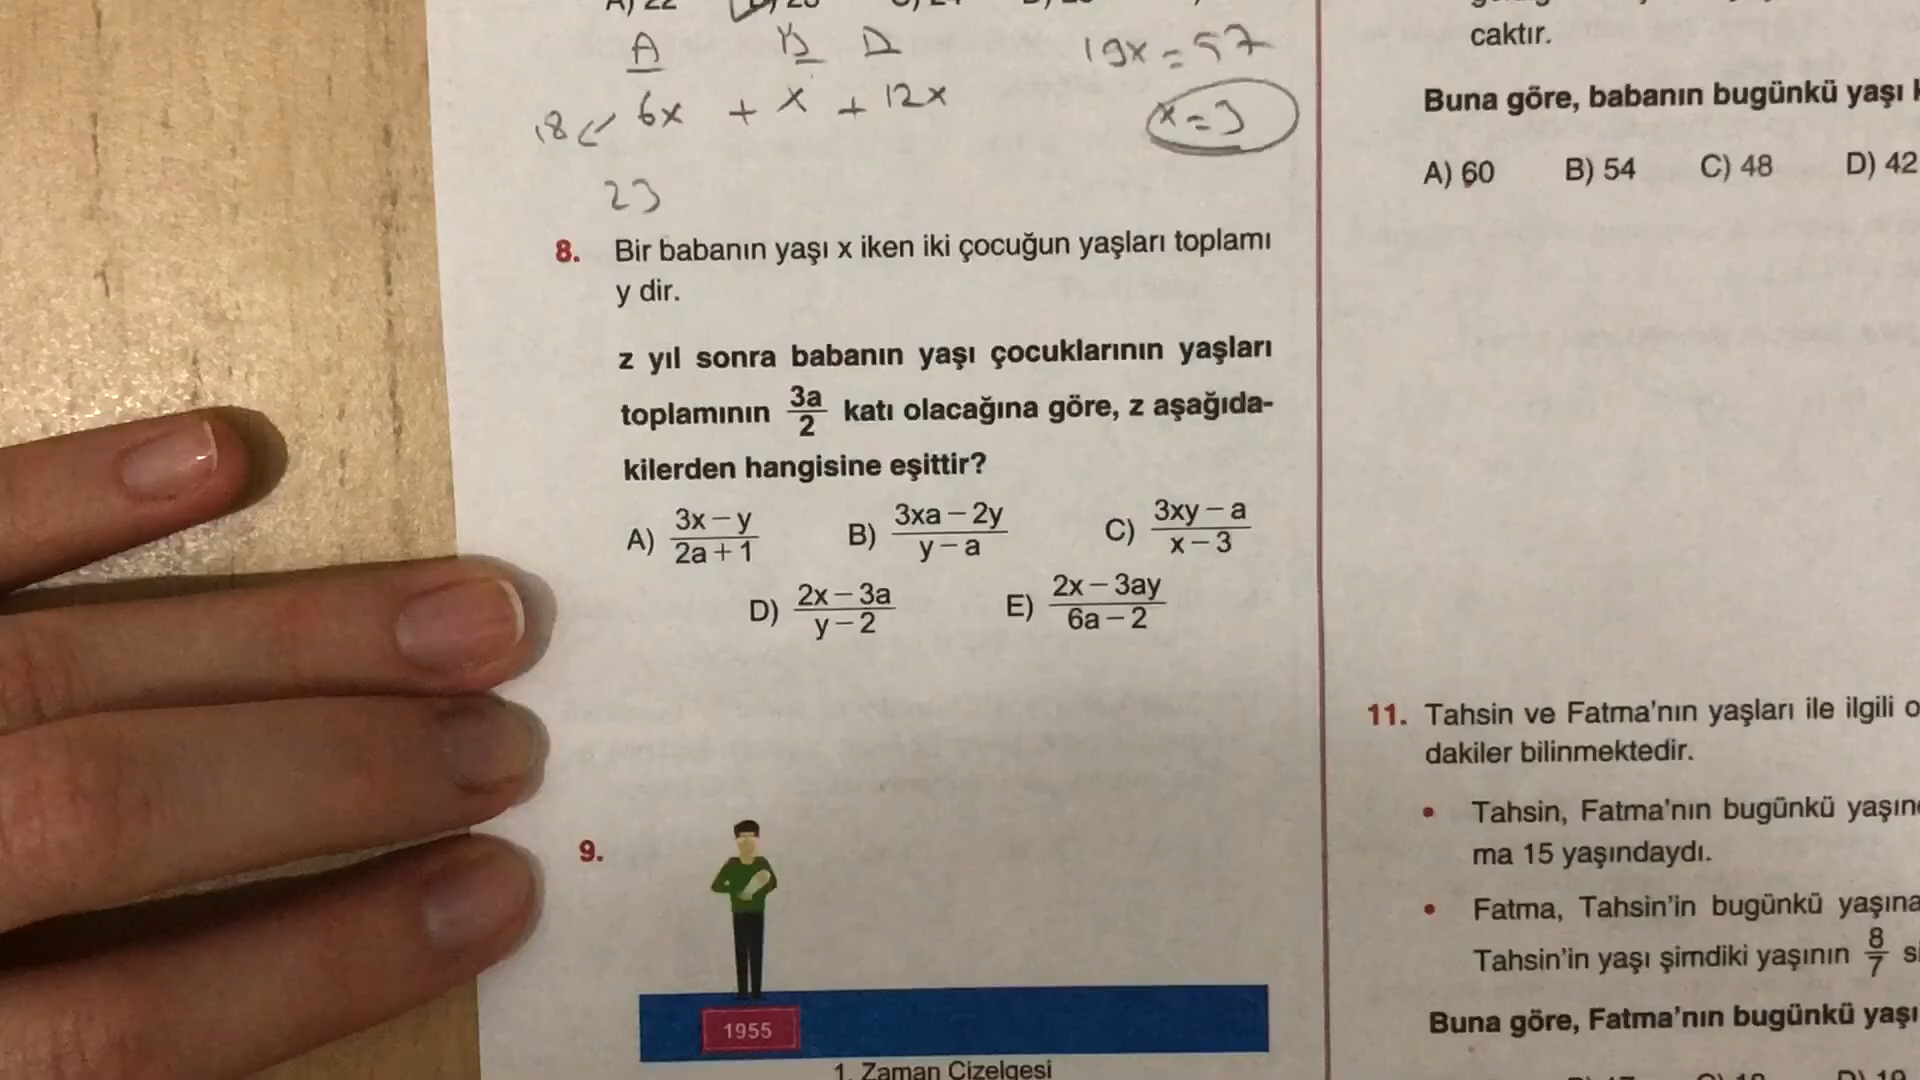 A B D
6x + x + 12x
18
23
19x = 57
x = 3
8. Bir babanın yaşı x iken iki çocuğun yaşları toplamı
y dir.
z yıl sonra babanın yaşı çocuklarının yaşları
toplamının 3a/2 katı olacağına göre, z aşağıda-
kilerden hangisine eşittir?
A) 3x – y / 2a + 1 B) 3xa – 2y / y – a C) 3xy – a / x – 3
D) 2x – 3a / y – 2 E) 2x – 3ay / 6a – 2
9.
1955
1. Zaman Çizelgesi
caktır.
Buna göre, babanın bugünkü yaşı
A) 60 B) 54 C) 48 D) 42
11. Tahsin ve Fatma'nın yaşları ile ilgili
dakiler bilinmektedir.
• Tahsin, Fatma'nın bugünkü
ma 15 yaşındaydı.
• Fatma, Tahsin'in bugünkü yaşına
Tahsin'in yaşı şimdiki yaşının 8/7
Buna göre, Fatma'nın bugünkü yaşı